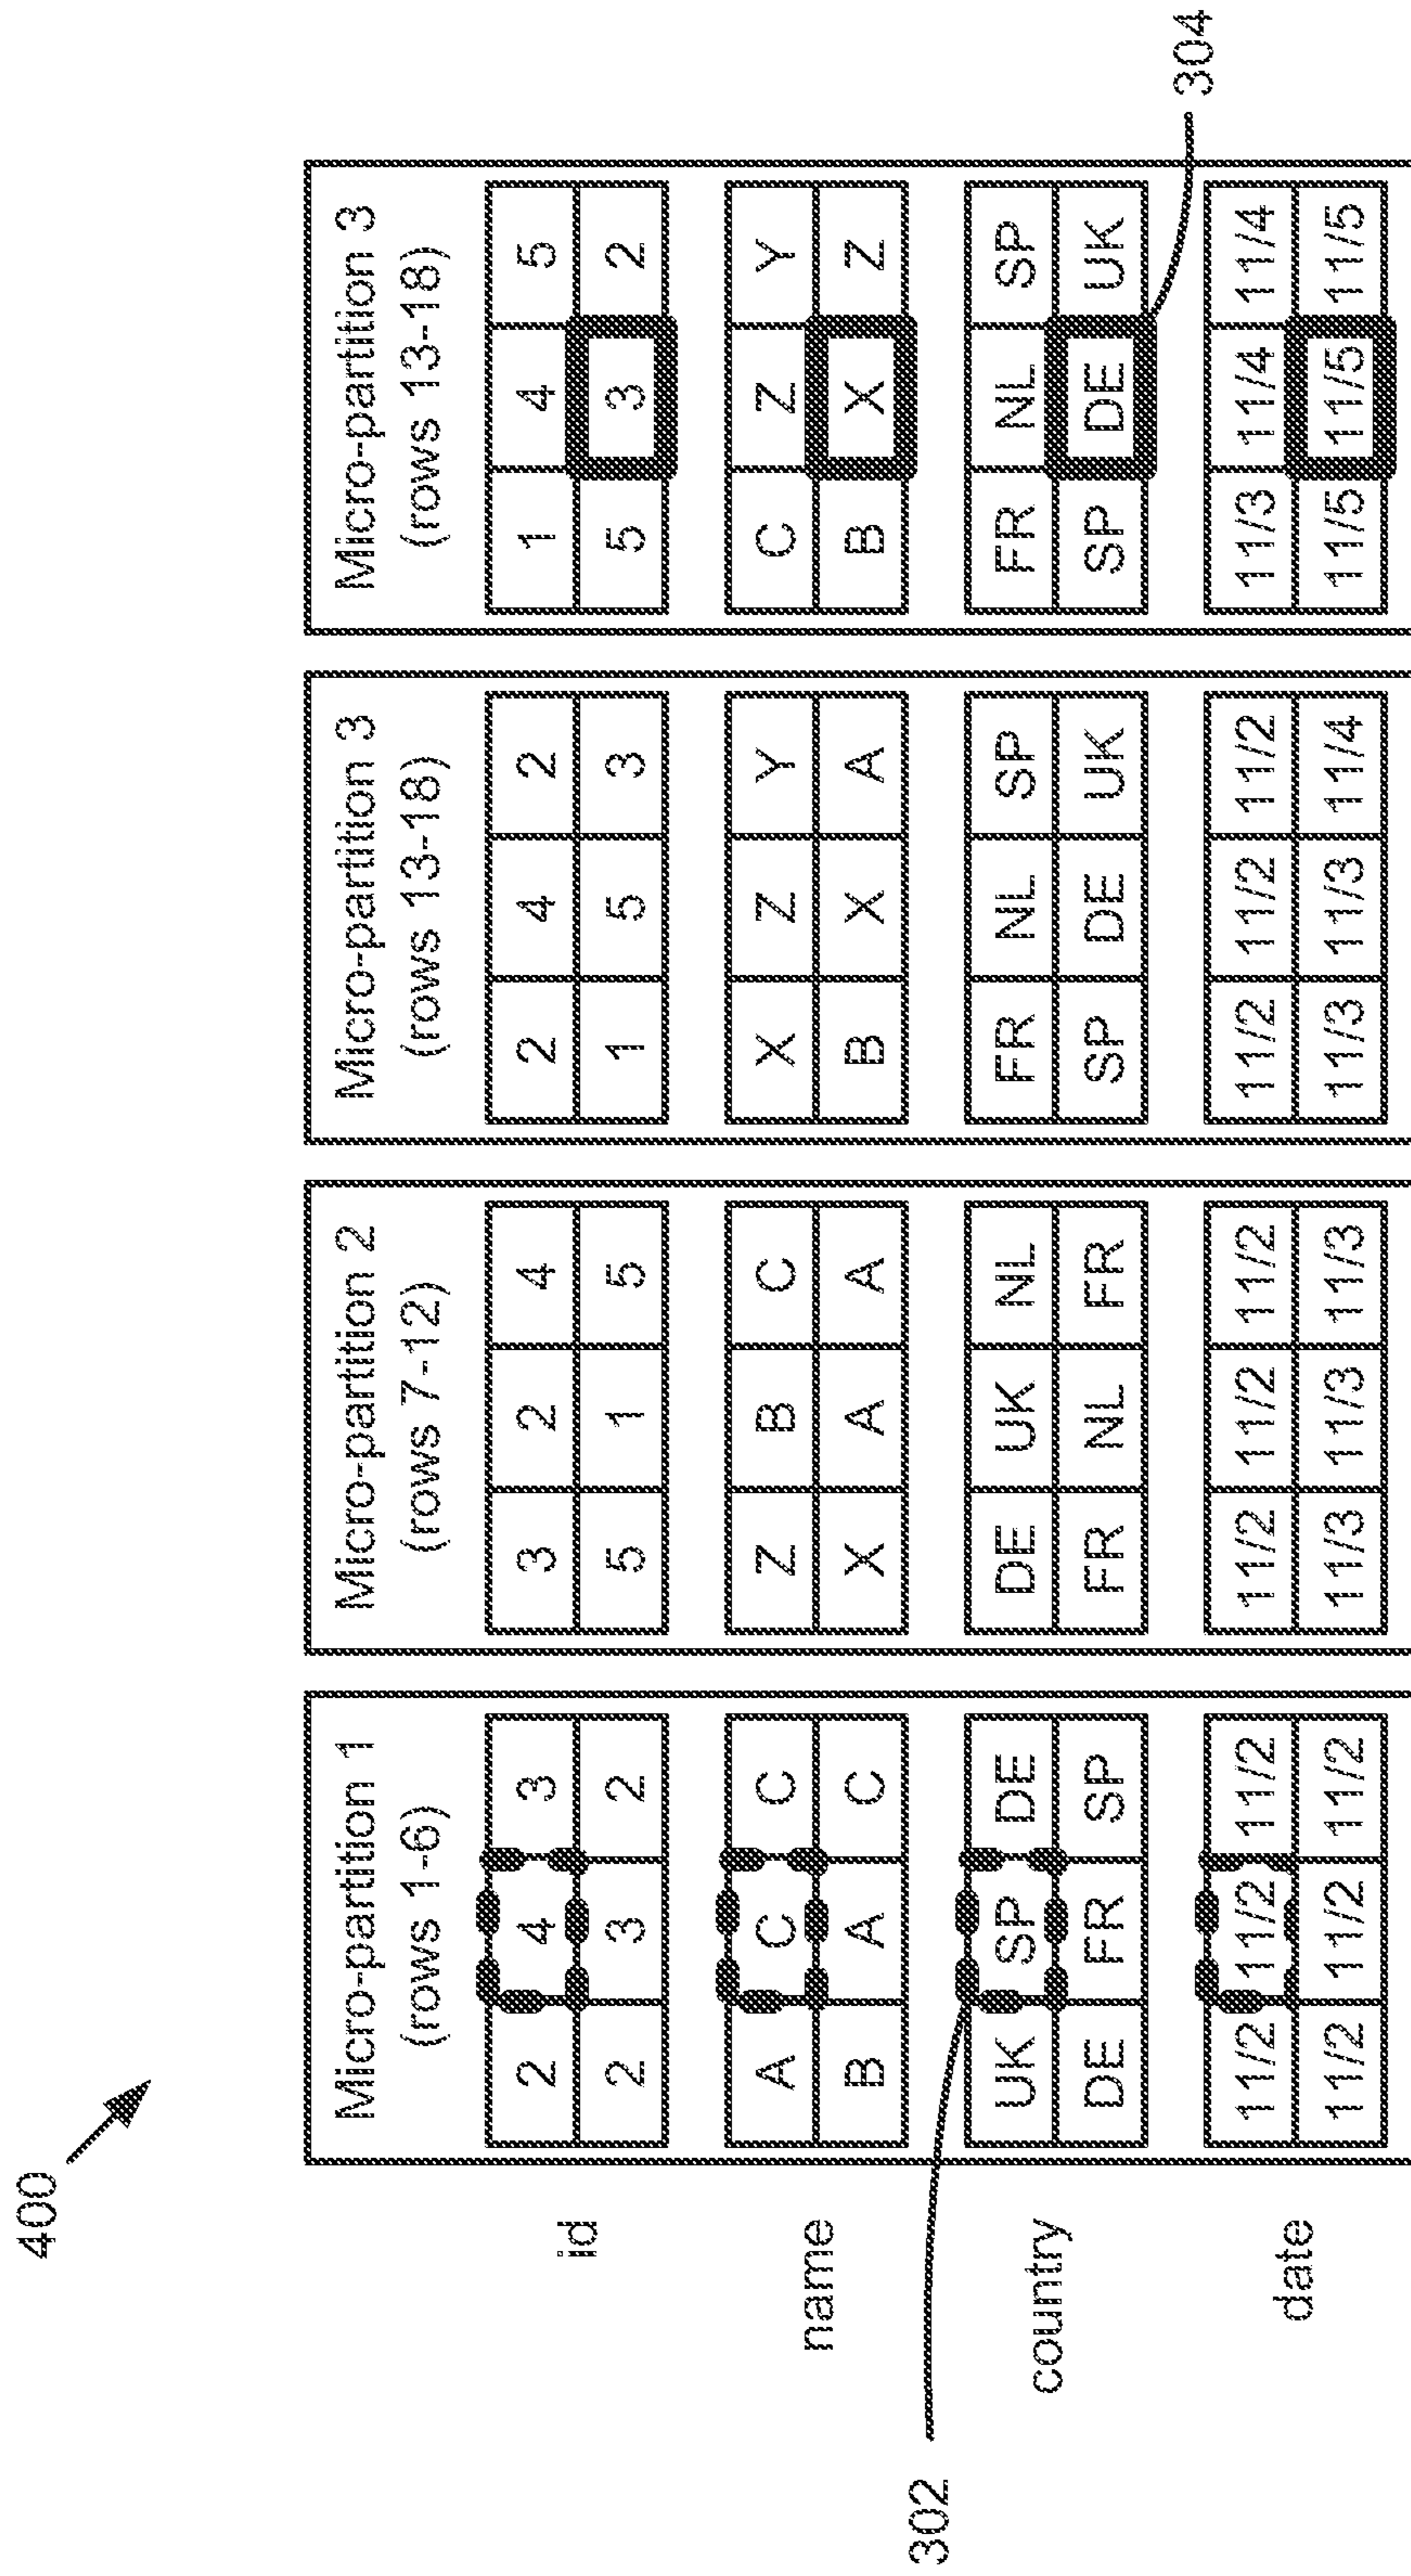 400
Micro-partition 1 Micro-partition 2 Micro-partition 3 Micro-partition 3
(rows 1-6) (rows 7-12) (rows 13-18) (rows 13-18)
id 2 4 3 3 2 4 2 4 2 1 4 5
2 3 2 5 1 5 1 5 3 5 3 2
name A C C Z B C X Z Y C Z Y
B A C X A A B X A B X Z
country UK SP DE DE UK NL FR NL SP FR NL SP
DE FR SP FR NL FR SP DE UK SP DE UK
date 11/2 11/2 11/2 11/2 11/2 11/2 11/2 11/2 11/2 11/3 11/4 11/4
11/2 11/2 11/2 11/3 11/3 11/3 11/3 11/3 11/4 11/5 11/5 11/5
302
304